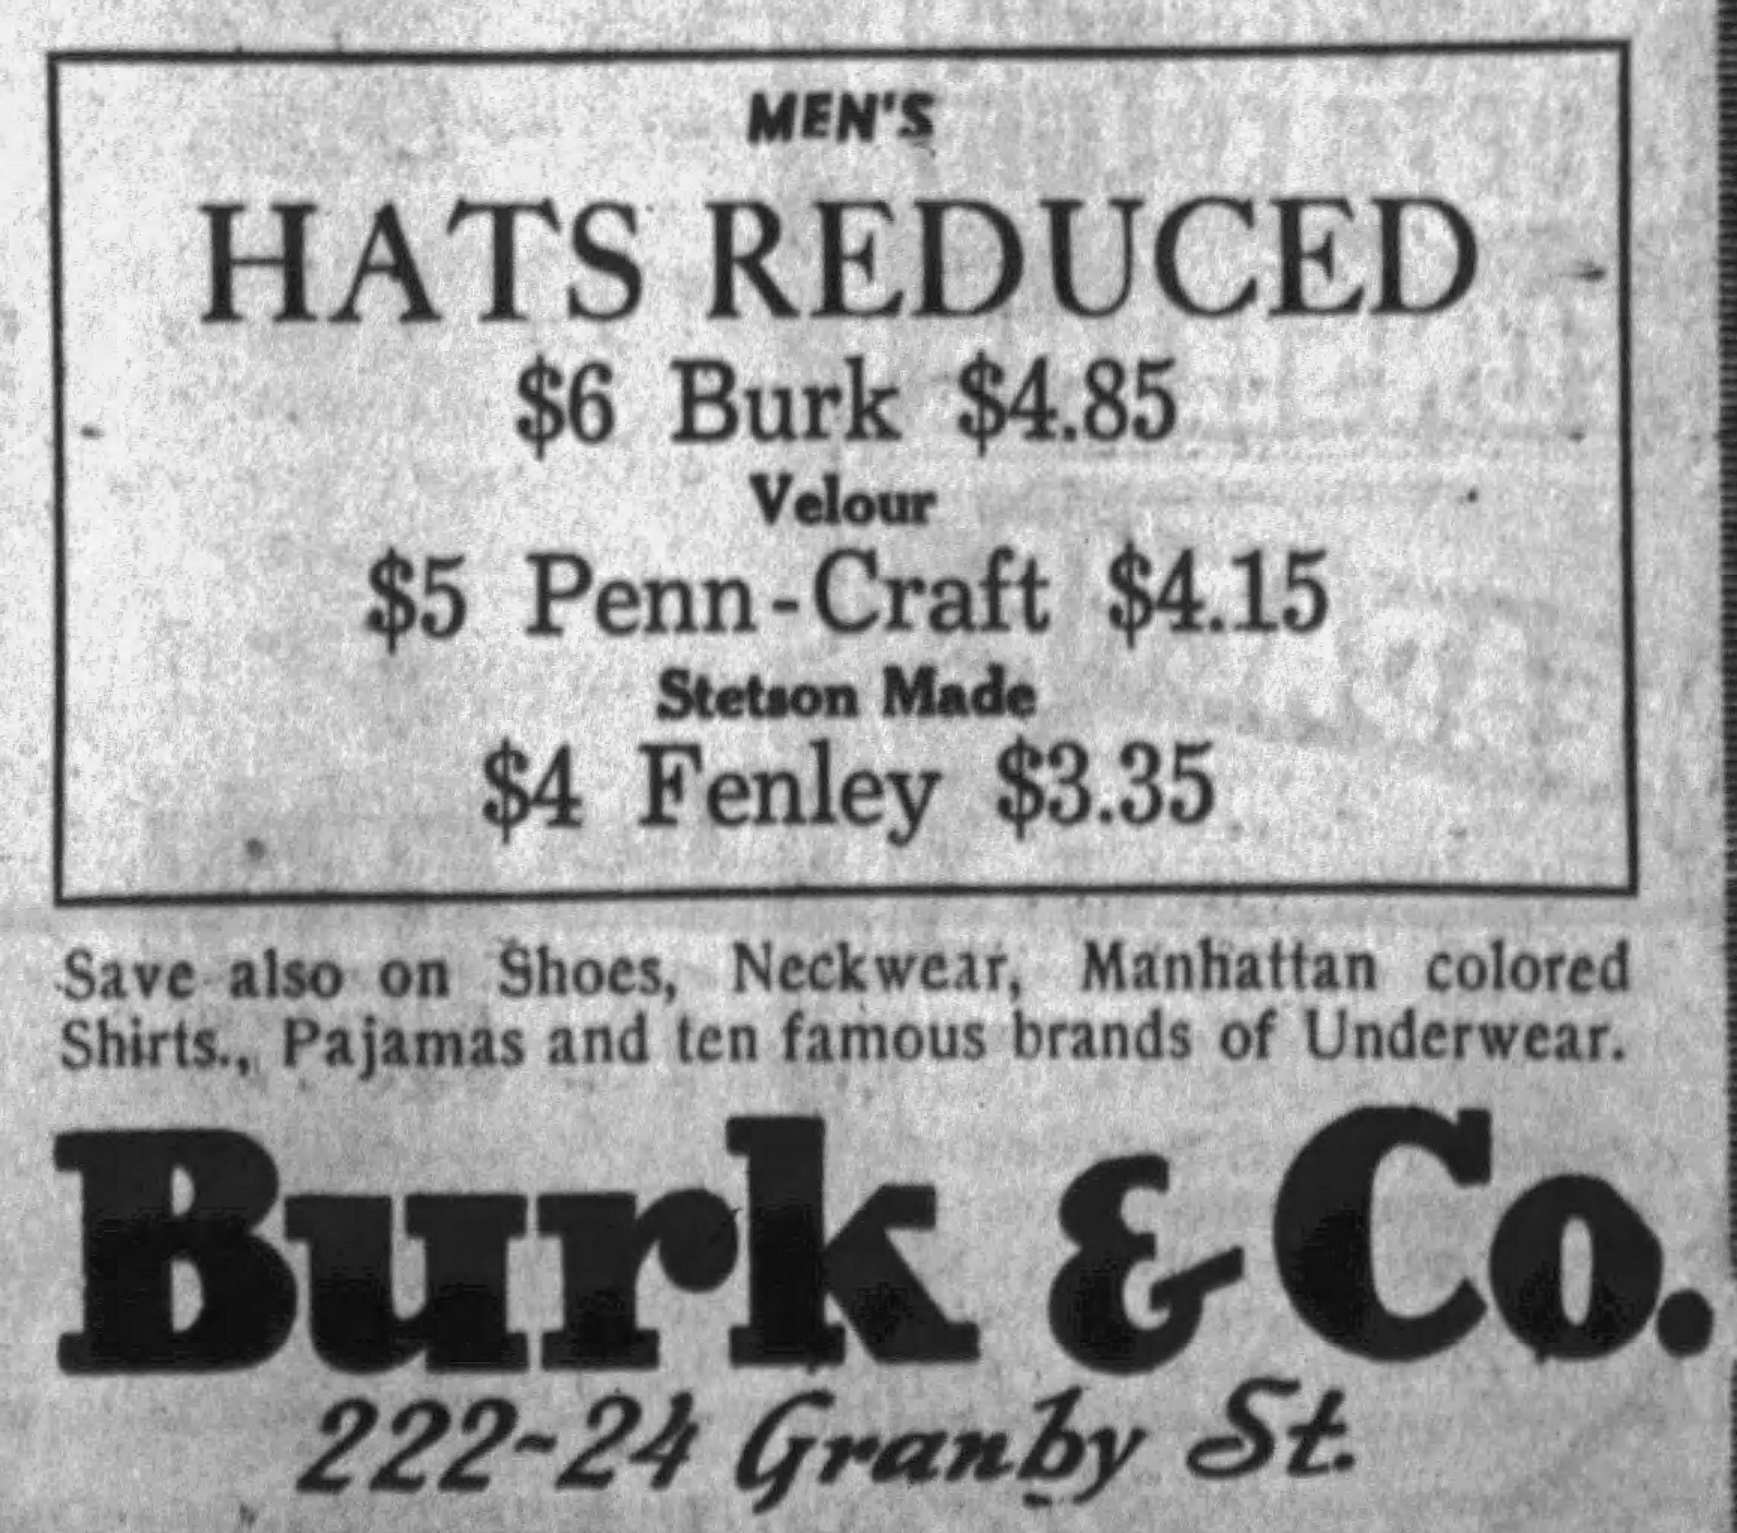 MEN'S
HATS REDUCED
$6 Burk $4.85
Velour
$5 Penn-Craft $4.15
Stetson Made
$4 Fenley $3.35
Save also on Shoes, Neckwear, Manhattan colored
Shirts., Pajamas and ten famous brands of Underwear.
Burk & Co.
222-24 Granby St.